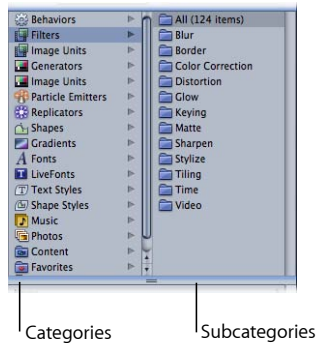 Behaviors
Filters
Image Units
Generators
Image Units
Particle Emitters
Replicators
Shapes
Gradients
Fonts
LiveFonts
Text Styles
Shape Styles
Music
Photos
Content
Favorites
All (124 items)
Blur
Border
Color Correction
Distortion
Glow
Keying
Matte
Sharpen
Stylize
Tiling
Time
Video
Categories
Subcategories